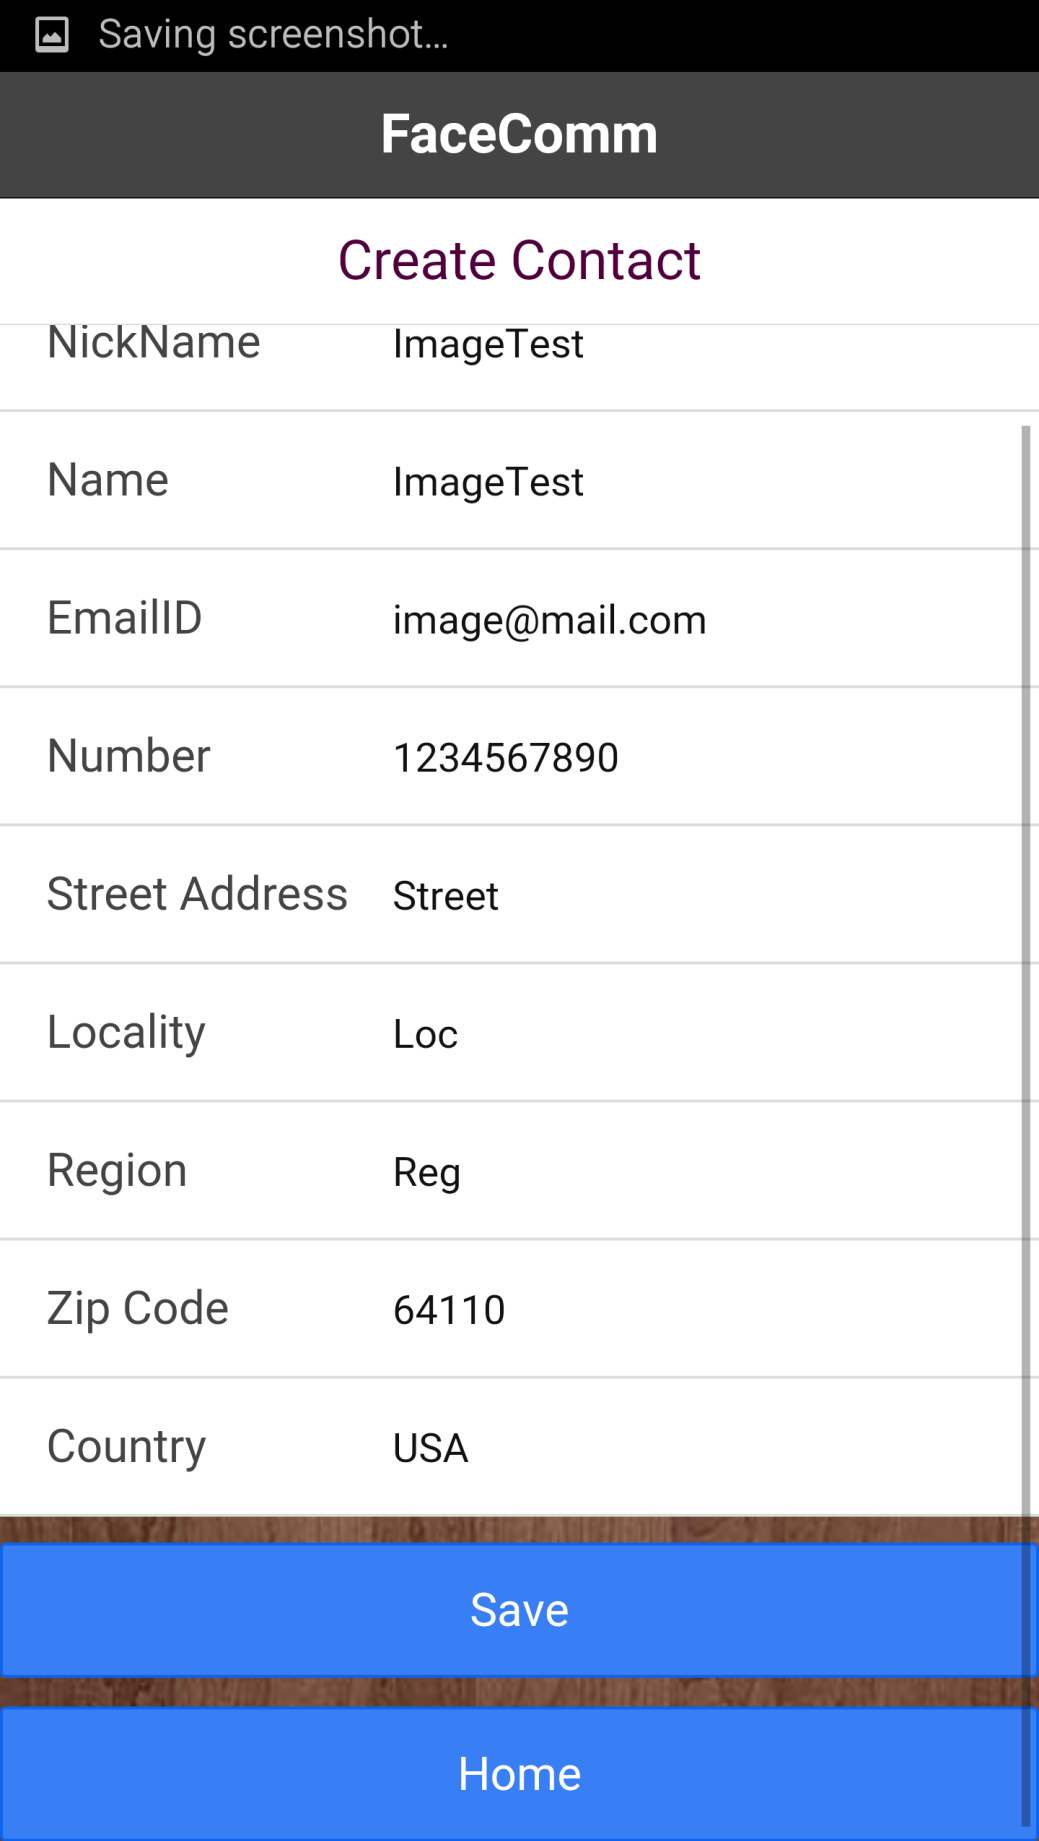 Saving screenshot...
FaceComm
Create Contact
NickName ImageTest
Name ImageTest
EmailID image@mail.com
Number 1234567890
Street Address Street
Locality Loc
Region Reg
Zip Code 64110
Country USA
Save
Home